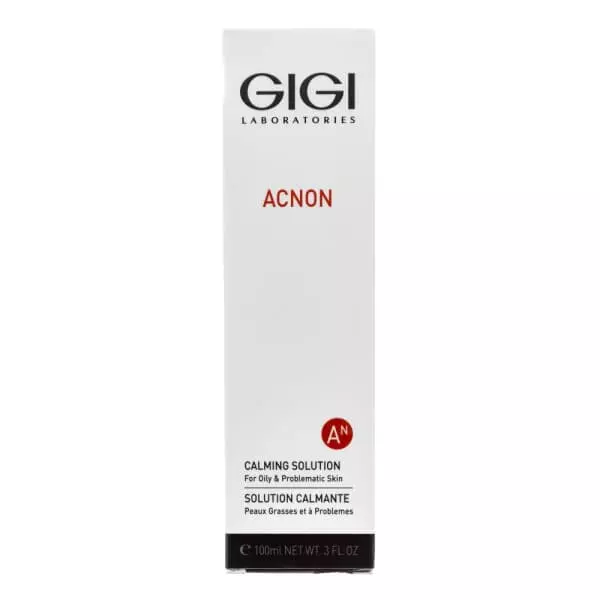 GIGI
LABORATORIES
ACNON
AN
CALMING SOLUTION
For Oily & Problematic Skin
SOLUTION CALMANTE
Peaux Grasses et à Problemes
℮ 100ml NET WT. 3 FL.OZ